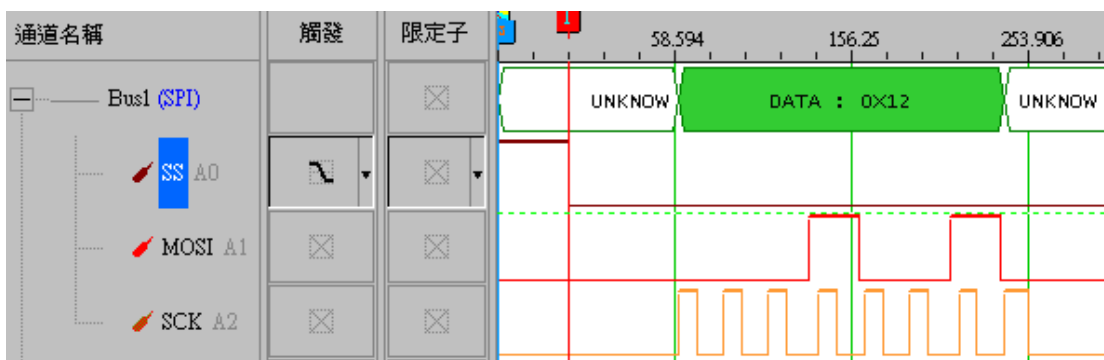 通道名稱 觸發 限定子 58.594 156.25 253.906
Bus1 (SPI) UNKNOW DATA : 0X12 UNKNOW
SS A0
MOSI A1
SCK A2